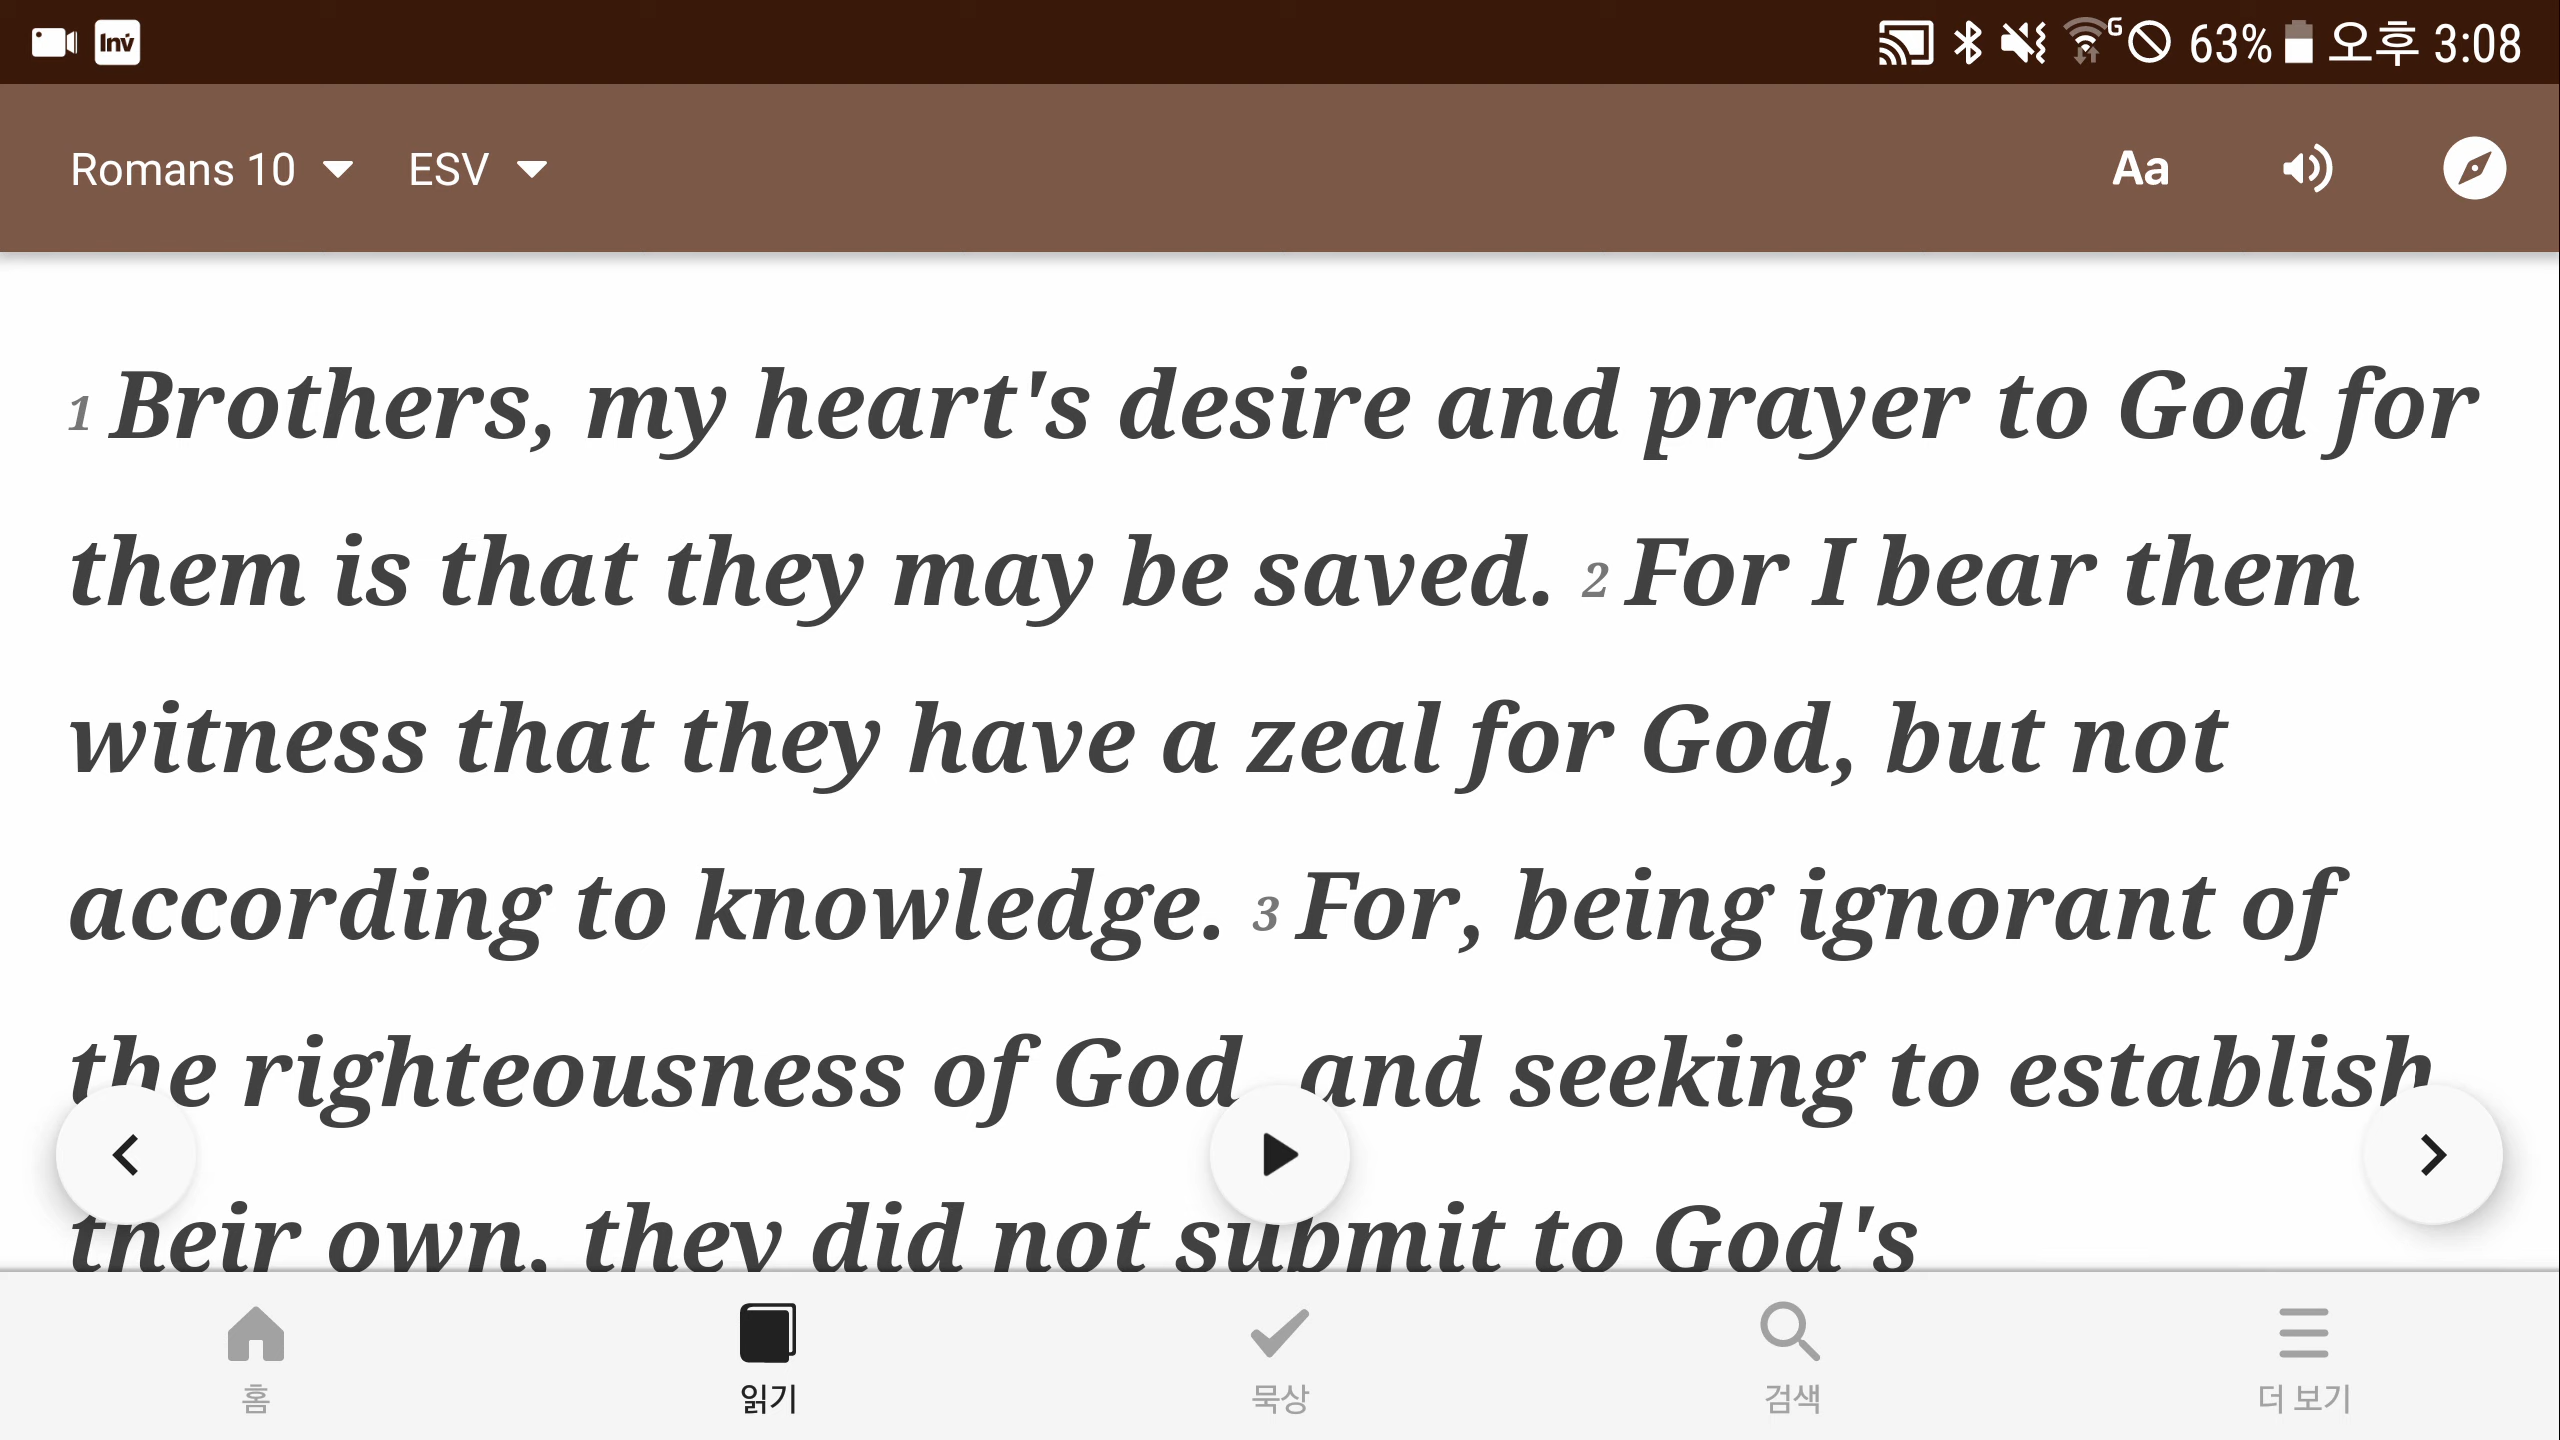 Inv G 63% 오후 3:08
Romans 10 ESV Aa
1 Brothers, my heart's desire and prayer to God for
them is that they may be saved. 2 For I bear them
witness that they have a zeal for God, but not
according to knowledge. 3 For, being ignorant of
the righteousness of God and seeking to establish
their own, they did not submit to God's
홈 읽기 묵상 검색 더 보기